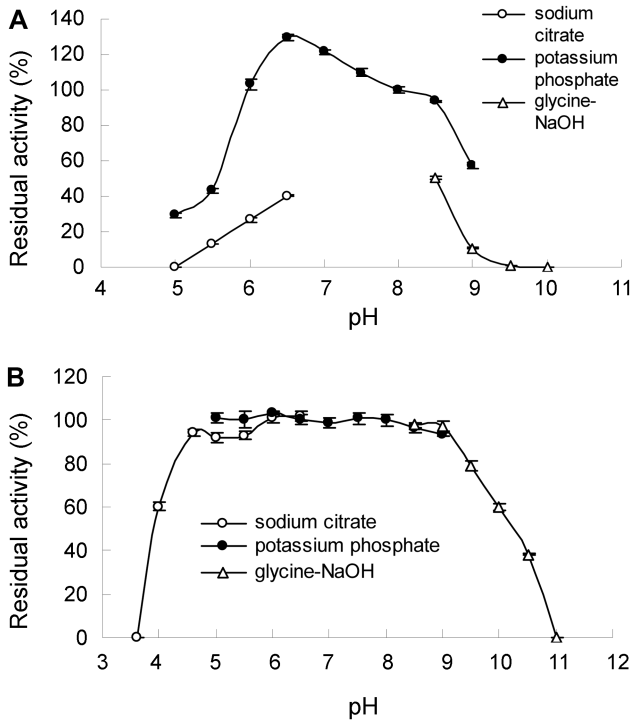 A
Residual activity (%)
140
120
100
80
60
40
20
0
4
5
6
7
8
9
10
11
pH
sodium
citrate
potassium
phosphate
glycine-
NaOH
B
Residual activity (%)
120
100
80
60
40
20
0
3
4
5
6
7
8
9
10
11
12
pH
sodium citrate
potassium phosphate
glycine-NaOH